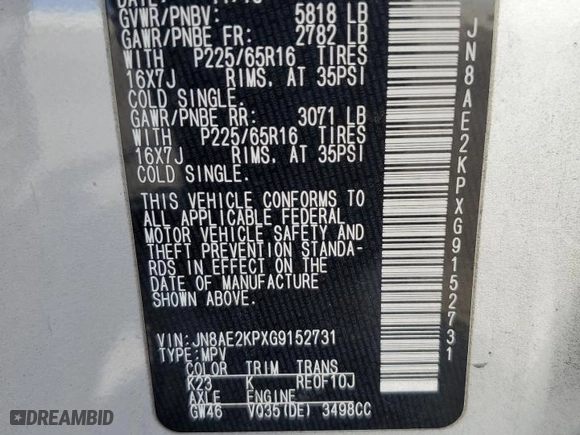 GVWR/PNBV: 5818 LB
GAWR/PNBE FR: 2782 LB
WITH P225/65R16 TIRES
16X7J RIMS, AT 35PSI
COLD SINGLE.
GAWR/PNBE RR: 3071 LB
WITH P225/65R16 TIRES
16X7J RIMS, AT 35PSI
COLD SINGLE.
THIS VEHICLE CONFORMS TO
ALL APPLICABLE FEDERAL
MOTOR VEHICLE SAFETY AND
THEFT PREVENTION STANDA-
RDS IN EFFECT ON THE
DATE OF MANUFACTURE
SHOWN ABOVE.
VIN: JN8AE2KPXG9152731
TYPE: MPV
COLOR TRIM TRANS
K23 K RE0F10J
AXLE ENGINE
GW46 VQ35(DE) 3498CC
JN8AE2KPXG9152731
AUTOBIDCAR